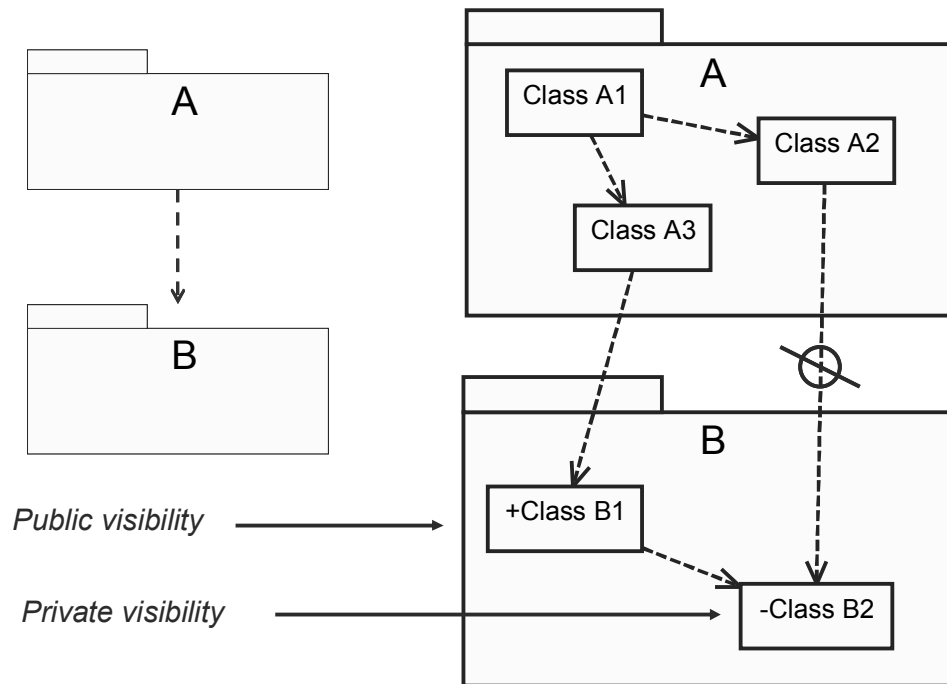 A
B
A
Class A1
Class A2
Class A3
B
+Class B1
-Class B2
Public visibility
Private visibility